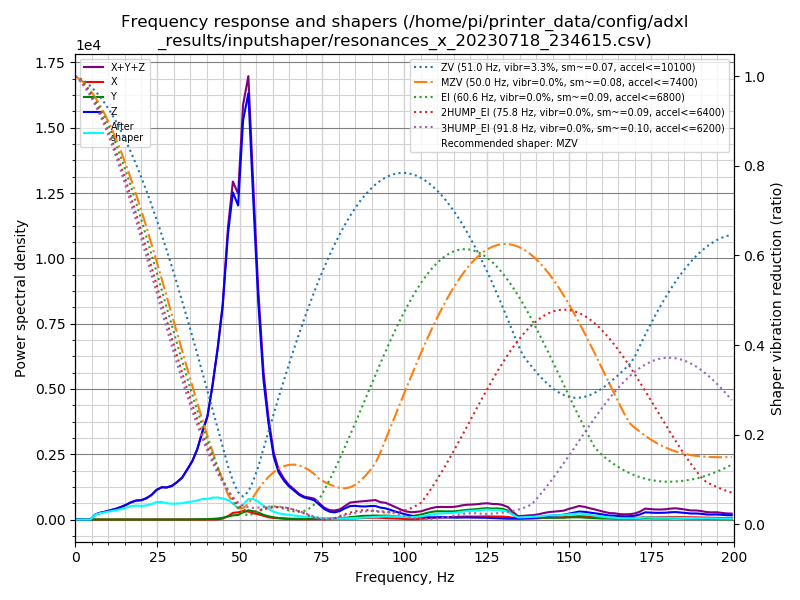 Frequency response and shapers (/home/pi/printer_data/config/adxl
_results/inputshaper/resonances_x_20230718_234615.csv)
1e4
X+Y+Z
X
Y
Z
After
shaper
ZV (51.0 Hz, vibr=3.3%, sm~=0.07, accel<=10100)
MZV (50.0 Hz, vibr=0.0%, sm~=0.08, accel<=7400)
EI (60.6 Hz, vibr=0.0%, sm~=0.09, accel<=6800)
2HUMP_EI (75.8 Hz, vibr=0.0%, sm~=0.09, accel<=6400)
3HUMP_EI (91.8 Hz, vibr=0.0%, sm~=0.10, accel<=6200)
Recommended shaper: MZV
Power spectral density
1.75
1.50
1.25
1.00
0.75
0.50
0.25
0.00
1.0
0.8
0.6
0.4
0.2
0.0
Shaper vibration reduction (ratio)
0 25 50 75 100 125 150 175 200
Frequency, Hz